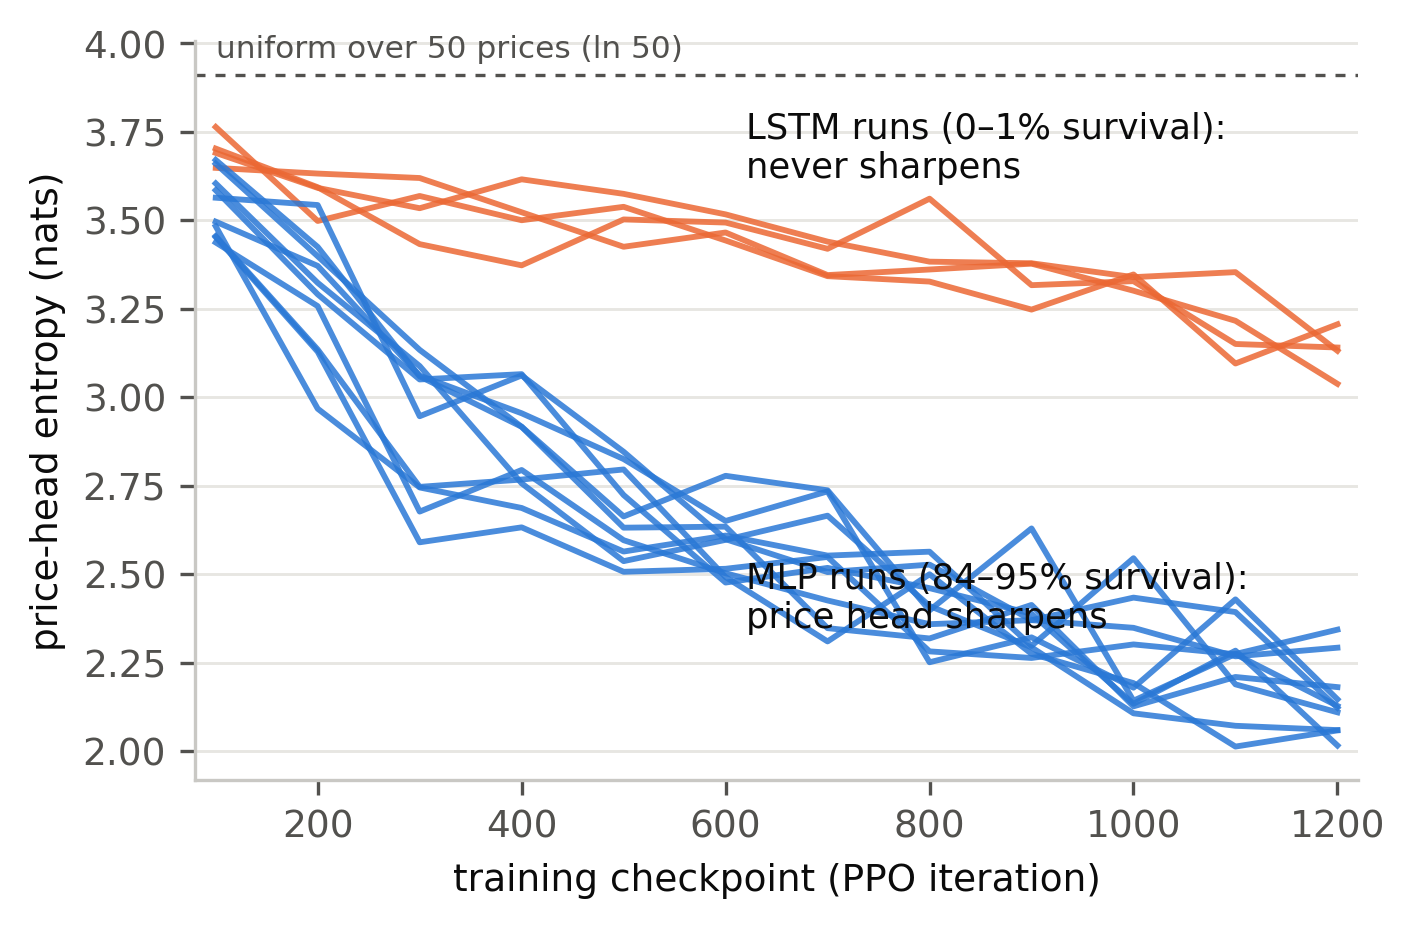 4.00
uniform over 50 prices (ln 50)
3.75
LSTM runs (0–1% survival):
never sharpens
3.50
3.25
3.00
2.75
2.50
MLP runs (84–95% survival):
price head sharpens
2.25
2.00
price-head entropy (nats)
200 400 600 800 1000 1200
training checkpoint (PPO iteration)